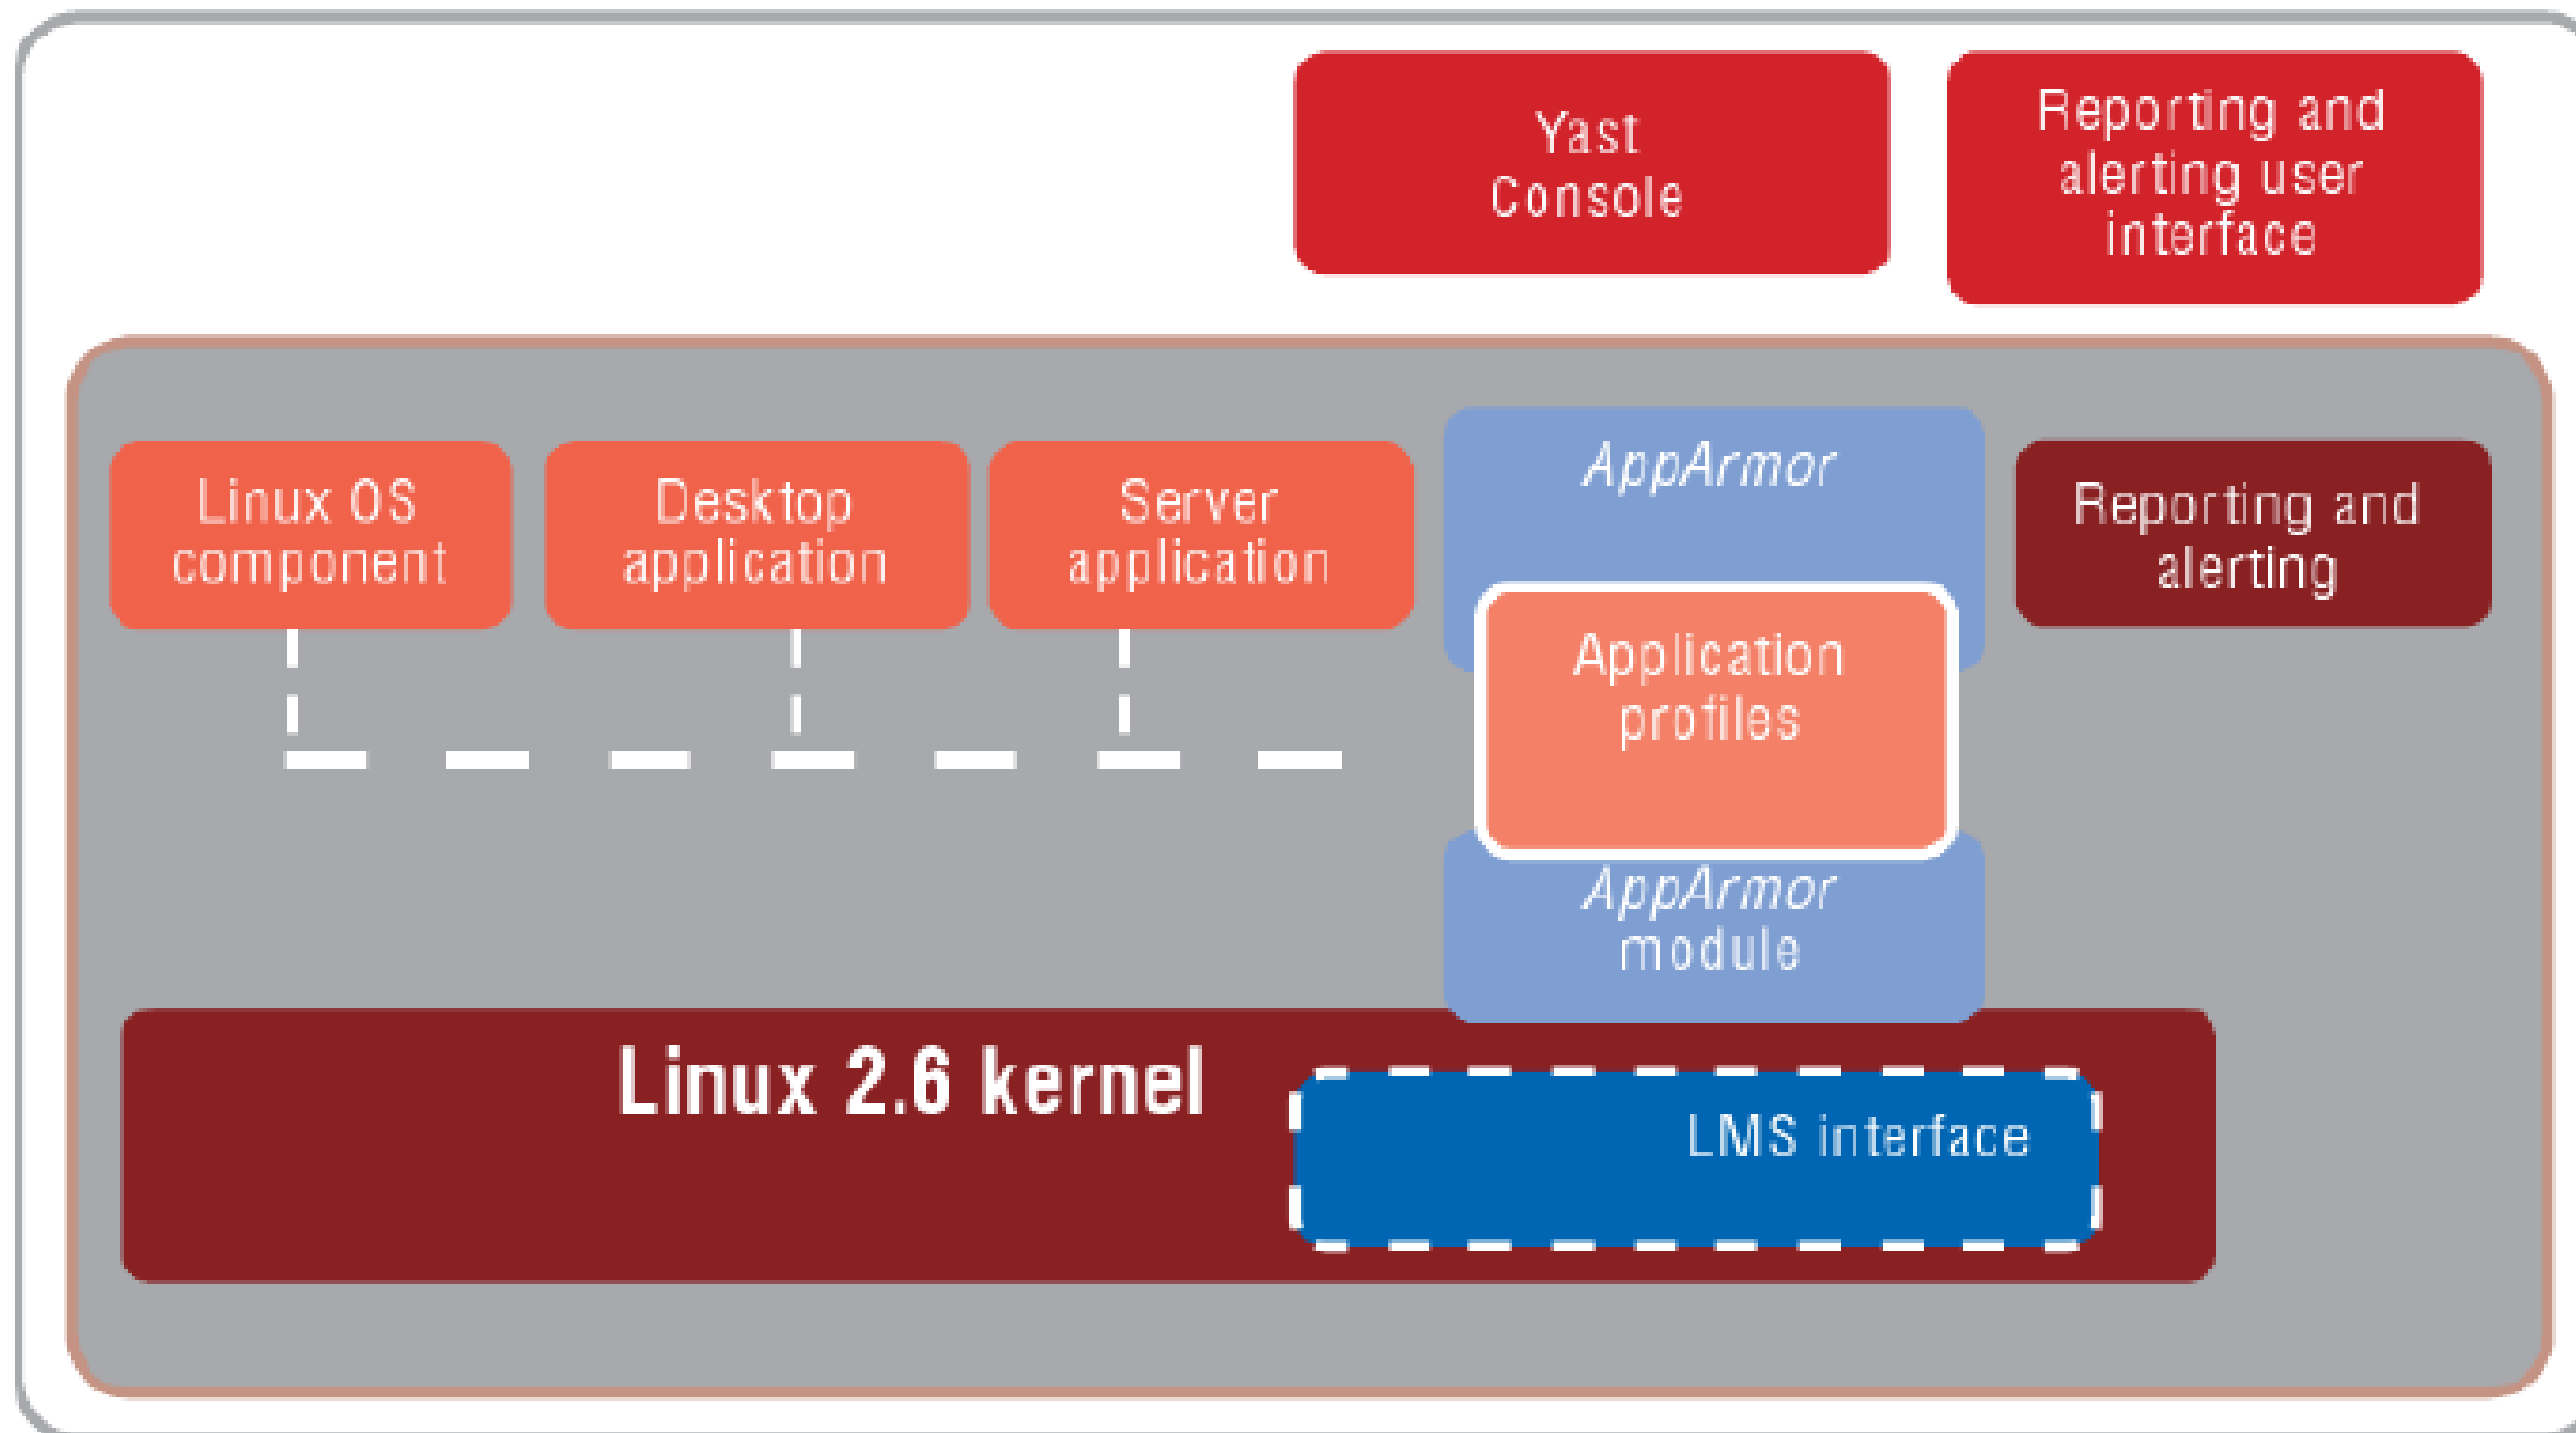 Yast
Console
Reporting and
alerting user
interface
Linux OS
component
Desktop
application
Server
application
AppArmor
Reporting and
alerting
Application
profiles
AppArmor
module
Linux 2.6 kernel
LMS interface